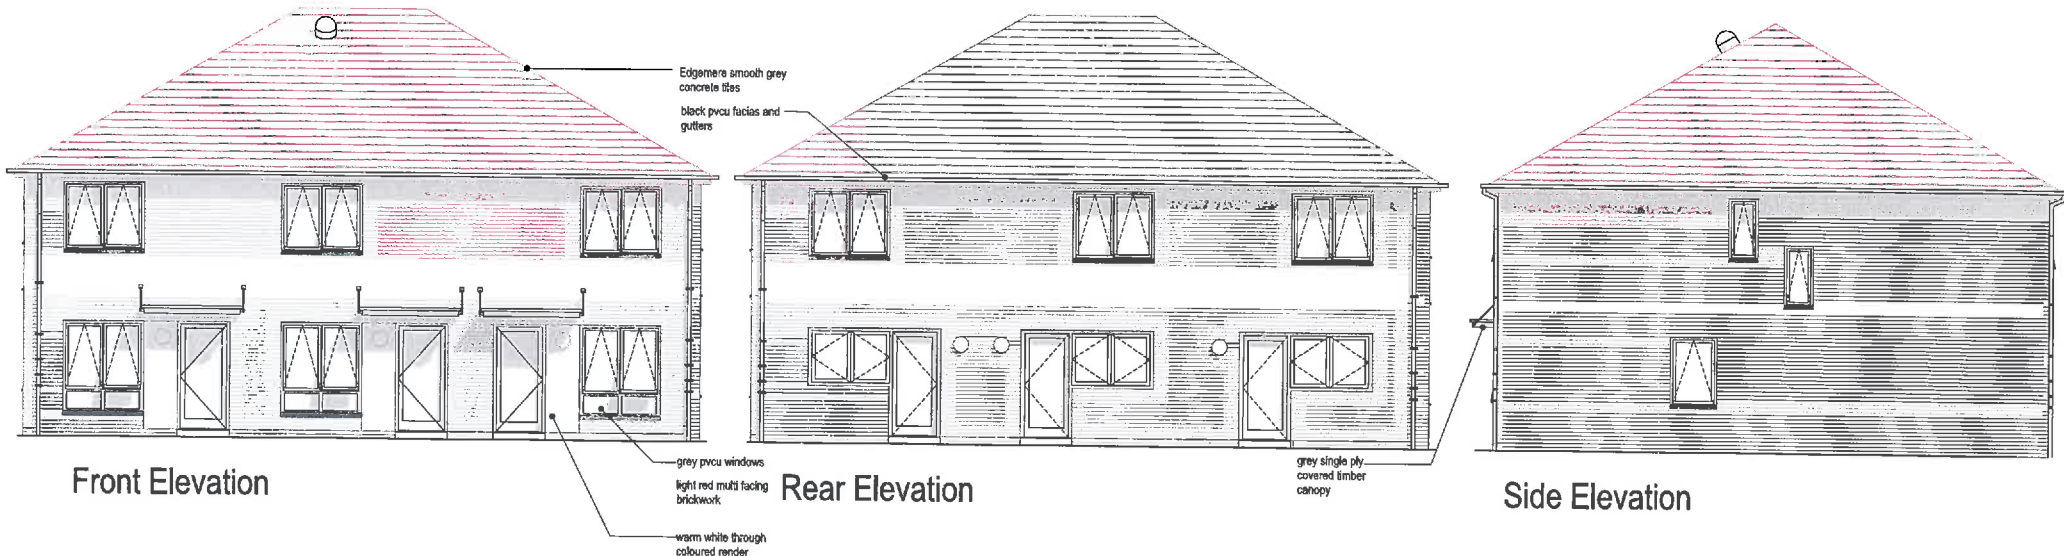 Edgemere smooth grey
concrete tiles
black pvcu facias and
gutters
grey pvcu windows
light red multi facing
brickwork
warm white through
coloured render
grey single ply
covered timber
canopy
Front Elevation
Rear Elevation
Side Elevation